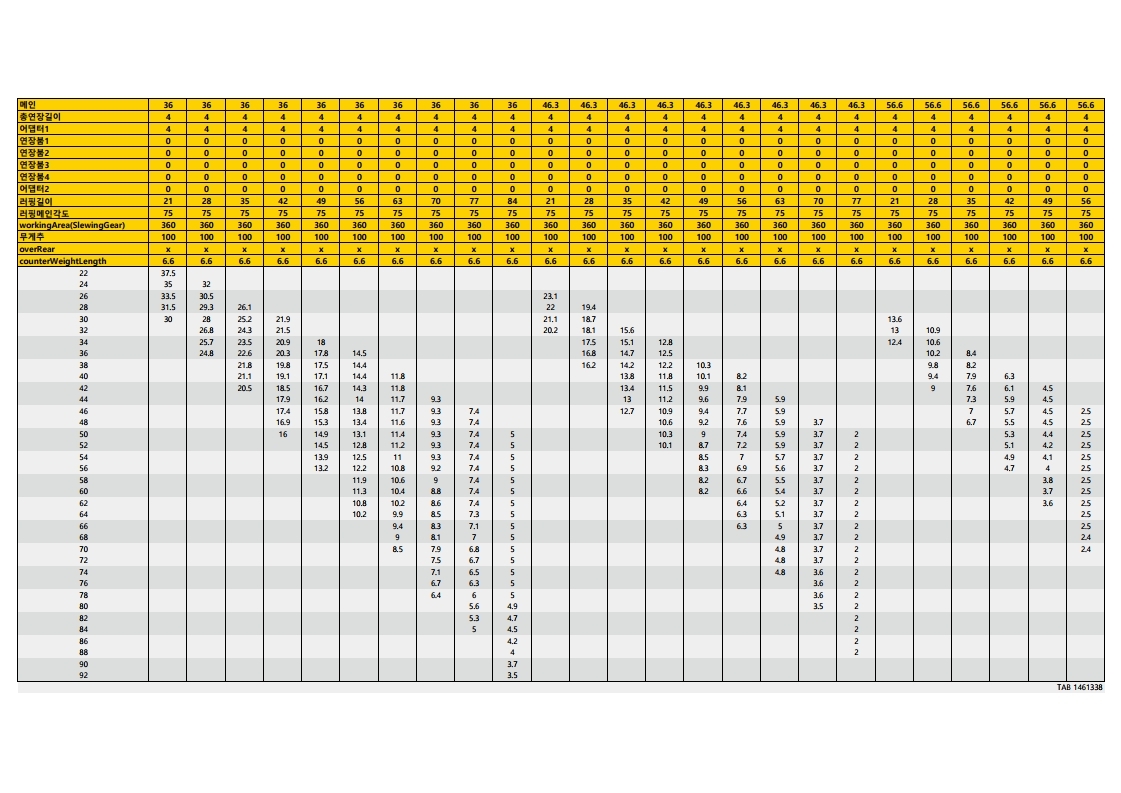 메인 36 36 36 36 36 36 36 36 36 36 46.3 46.3 46.3 46.3 46.3 46.3 46.3 46.3 46.3 56.6 56.6 56.6 56.6 56.6 56.6
총연장길이 4 4 4 4 4 4 4 4 4 4 4 4 4 4 4 4 4 4 4 4 4 4 4 4 4
어댑터1 4 4 4 4 4 4 4 4 4 4 4 4 4 4 4 4 4 4 4 4 4 4 4 4 4
연장붐1 0 0 0 0 0 0 0 0 0 0 0 0 0 0 0 0 0 0 0 0 0 0 0 0 0
연장붐2 0 0 0 0 0 0 0 0 0 0 0 0 0 0 0 0 0 0 0 0 0 0 0 0 0
연장붐3 0 0 0 0 0 0 0 0 0 0 0 0 0 0 0 0 0 0 0 0 0 0 0 0 0
연장붐4 0 0 0 0 0 0 0 0 0 0 0 0 0 0 0 0 0 0 0 0 0 0 0 0 0
어댑터2 0 0 0 0 0 0 0 0 0 0 0 0 0 0 0 0 0 0 0 0 0 0 0 0 0
러핑길이 21 28 35 42 49 56 63 70 77 84 21 28 35 42 49 56 63 70 77 21 28 35 42 49 56
러핑메인각도 75 75 75 75 75 75 75 75 75 75 75 75 75 75 75 75 75 75 75 75 75 75 75 75 75
workingArea(SlewingGear) 360 360 360 360 360 360 360 360 360 360 360 360 360 360 360 360 360 360 360 360 360 360 360 360 360
무게추 100 100 100 100 100 100 100 100 100 100 100 100 100 100 100 100 100 100 100 100 100 100 100 100 100
overRear x x x x x x x x x x x x x x x x x x x x x x x x x
counterWeightLength 6.6 6.6 6.6 6.6 6.6 6.6 6.6 6.6 6.6 6.6 6.6 6.6 6.6 6.6 6.6 6.6 6.6 6.6 6.6 6.6 6.6 6.6 6.6 6.6 6.6
22 37.5
24 35 32
26 33.5 30.5 23.1
28 31.5 29.3 26.1 22 19.4
30 30 28 25.2 21.9 21.1 18.7 13.6
32 26.8 24.3 21.5 20.2 18.1 15.6 13 10.9
34 25.7 23.5 20.9 18 17.5 15.1 12.8 12.4 10.6
36 24.8 22.6 20.3 17.8 14.5 16.8 14.7 12.5 10.2 8.4
38 21.8 19.8 17.5 14.4 16.2 14.2 12.2 10.3 9.8 8.2
40 21.1 19.1 17.1 14.4 11.8 13.8 11.8 10.1 8.2 9.4 7.9 6.3
42 20.5 18.5 16.7 14.3 11.8 13.4 11.5 9.9 8.1 9 7.6 6.1 4.5
44 17.9 16.2 14 11.7 9.3 13 11.2 9.6 7.9 5.9 7.3 5.9 4.5
46 17.4 15.8 13.8 11.7 9.3 7.4 12.7 10.9 9.4 7.7 5.9 7 5.7 4.5 2.5
48 16.9 15.3 13.4 11.6 9.3 7.4 10.6 9.2 7.6 5.9 3.7 6.7 5.5 4.5 2.5
50 16 14.9 13.1 11.4 9.3 7.4 5 10.3 9 7.4 5.9 3.7 2 5.3 4.4 2.5
52 14.5 12.8 11.2 9.3 7.4 5 10.1 8.7 7.2 5.9 3.7 2 5.1 4.2 2.5
54 13.9 12.5 11 9.3 7.4 5 8.5 7 5.7 3.7 2 4.9 4.1 2.5
56 13.2 12.2 10.8 9.2 7.4 5 8.3 6.9 5.6 3.7 2 4.7 4 2.5
58 11.9 10.6 9 7.4 5 8.2 6.7 5.5 3.7 2 3.8 2.5
60 11.3 10.4 8.8 7.4 5 8.2 6.6 5.4 3.7 2 3.7 2.5
62 10.8 10.2 8.6 7.4 5 6.4 5.2 3.7 2 3.6 2.5
64 10.2 9.9 8.5 7.3 5 6.3 5.1 3.7 2 2.5
66 9.4 8.3 7.1 5 6.3 5 3.7 2 2.5
68 9 8.1 7 5 4.9 3.7 2 2.4
70 8.5 7.9 6.8 5 4.8 3.7 2 2.4
72 7.5 6.7 5 4.8 3.7 2
74 7.1 6.5 5 4.8 3.6 2
76 6.7 6.3 5 3.6 2
78 6.4 6 5 3.6 2
80 5.6 4.9 3.5 2
82 5.3 4.7 2
84 5 4.5 2
86 4.2 2
88 4 2
90 3.7
92 3.5
TAB 1461338